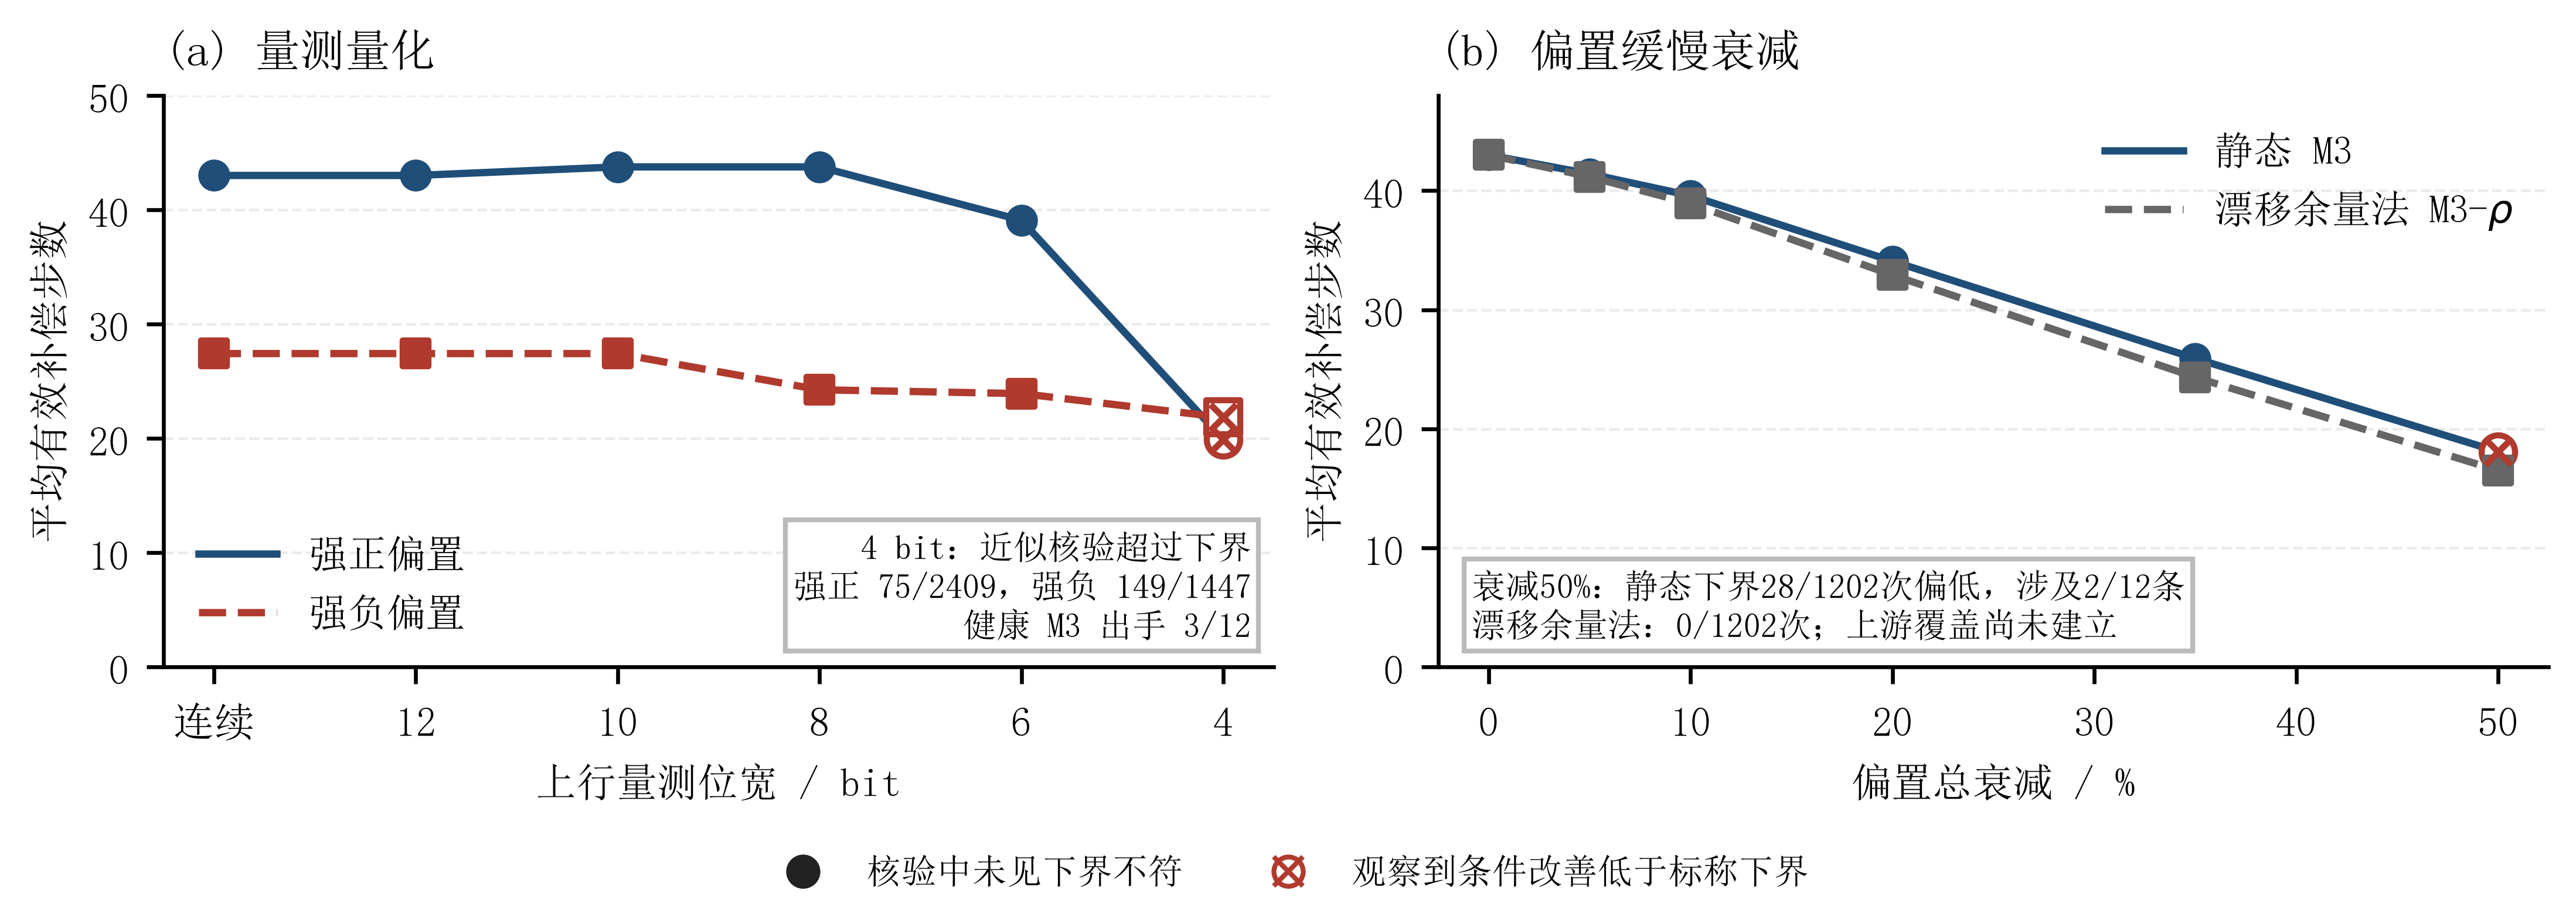 (a) 量测量化
50
40
30
20
10
0
平均有效补偿步数
强正偏置
强负偏置
4 bit：近似核验超过下界
强正 75/2409，强负 149/1447
健康 M3 出手 3/12
连续 12 10 8 6 4
上行量测位宽 / bit
(b) 偏置缓慢衰减
40
30
20
10
0
平均有效补偿步数
静态 M3
漂移余量法 M3-ρ
衰减50%：静态下界28/1202次偏低，涉及2/12条
漂移余量法：0/1202次；上游覆盖尚未建立
0 10 20 30 40 50
偏置总衰减 / %
核验中未见下界不符
观察到条件改善低于标称下界